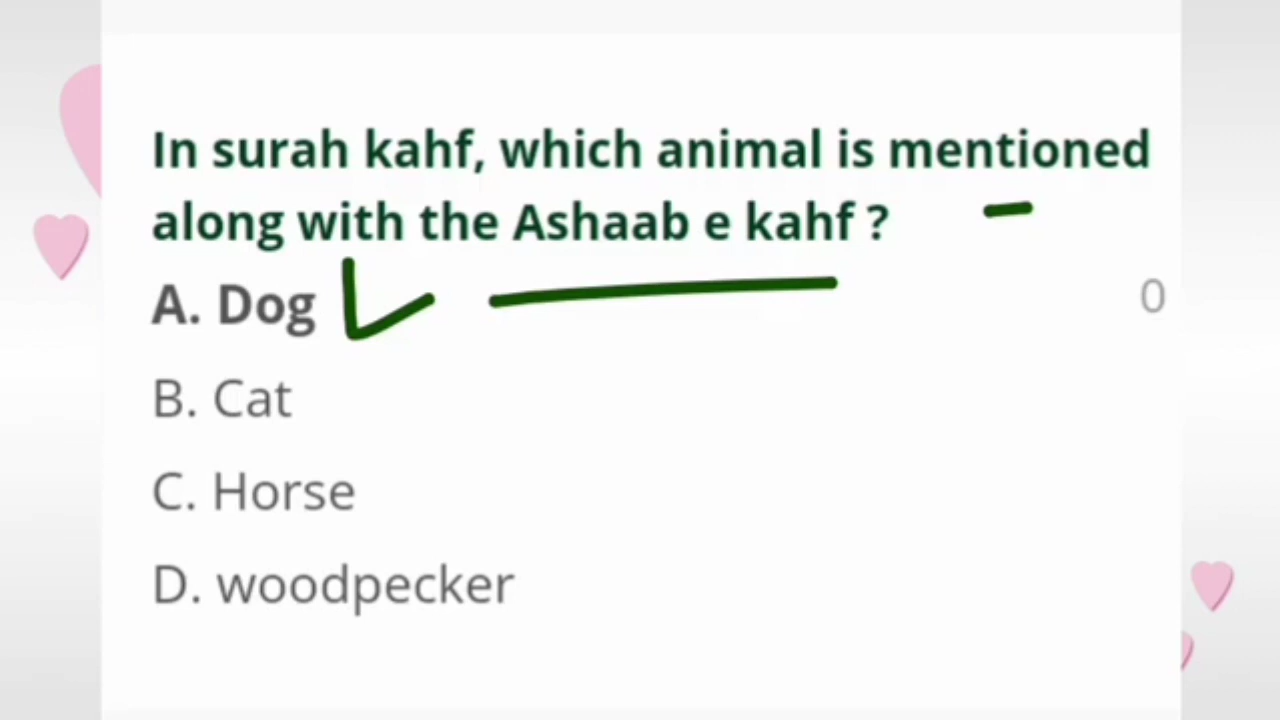 In surah kahf, which animal is mentioned
along with the Ashaab e kahf ?
A. Dog
0
B. Cat
C. Horse
D. woodpecker